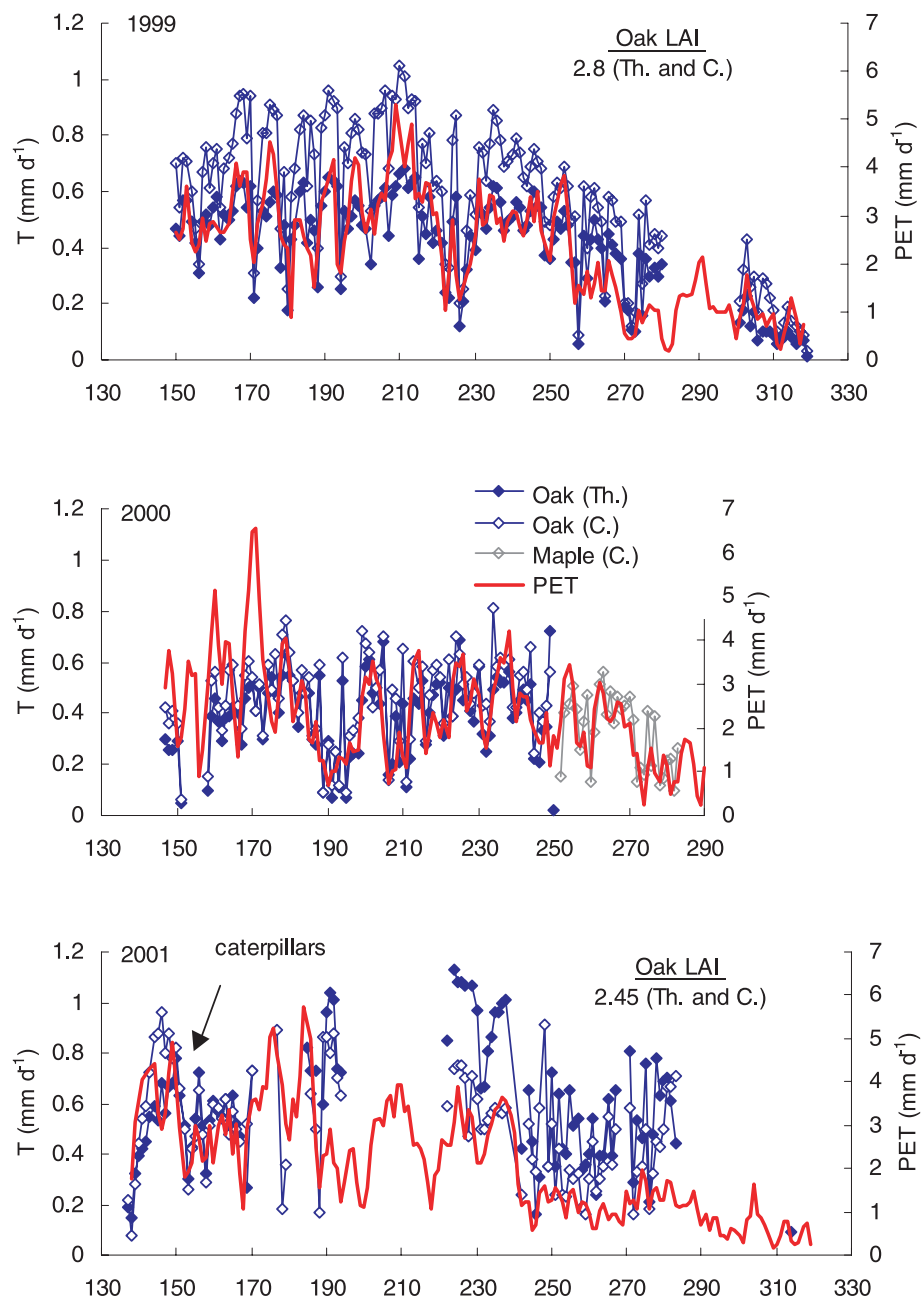 1999
Oak LAI
2.8 (Th. and C.)
T (mm d-1)
1.2
1
0.8
0.6
0.4
0.2
0
7
6
5
4
3
2
1
0
PET (mm d-1)
130 150 170 190 210 230 250 270 290 310 330
2000
Oak (Th.)
Oak (C.)
Maple (C.)
PET
T (mm d-1)
1.2
1
0.8
0.6
0.4
0.2
0
7
6
5
4
3
2
1
0
PET (mm d-1)
130 150 170 190 210 230 250 270 290
2001
caterpillars
Oak LAI
2.45 (Th. and C.)
T (mm d-1)
1.2
1
0.8
0.6
0.4
0.2
0
7
6
5
4
3
2
1
0
PET (mm d-1)
130 150 170 190 210 230 250 270 290 310 330